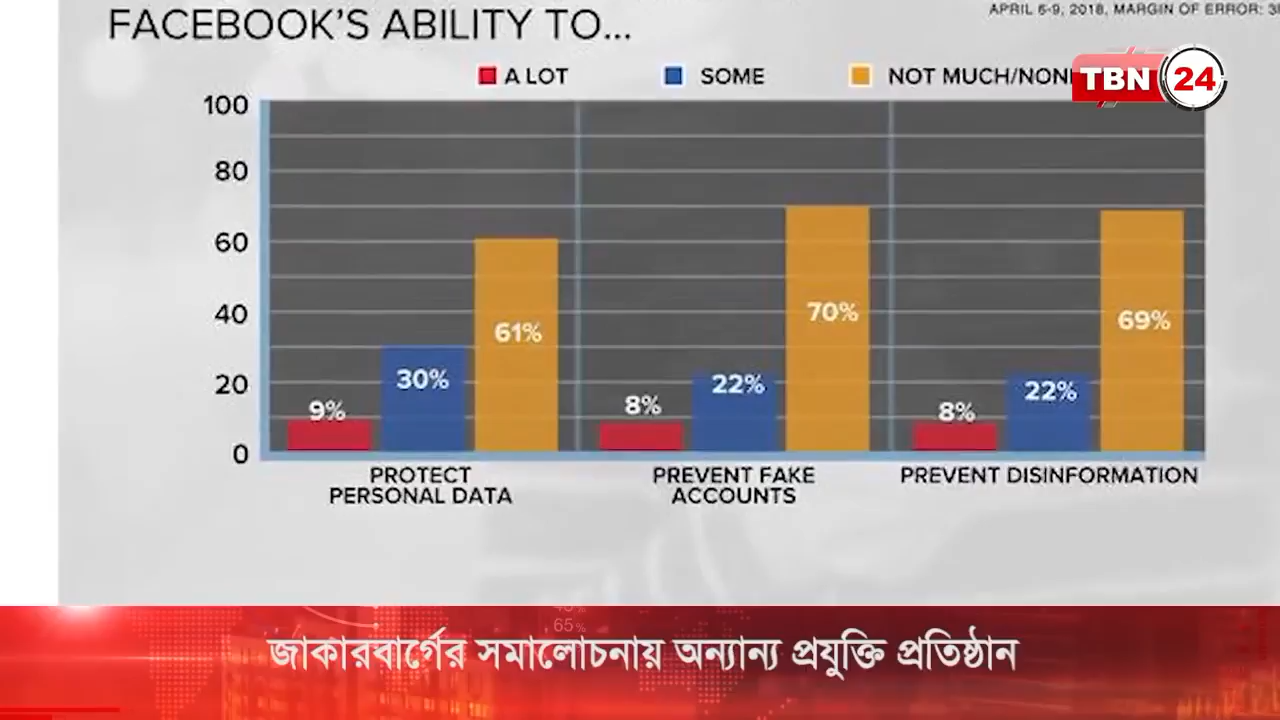 APRIL 6-9, 2018, MARGIN OF ERROR:
FACEBOOK'S ABILITY TO...
A LOT
SOME
NOT MUCH/NON
TBN 24
100
80
60
40
20
0
9%
30%
61%
8%
22%
70%
8%
22%
69%
PROTECT
PERSONAL DATA
PREVENT FAKE
ACCOUNTS
PREVENT DISINFORMATION
65%
জাকারবার্গের সমালোচনায় অন্যান্য প্রযুক্তি প্রতিষ্ঠান